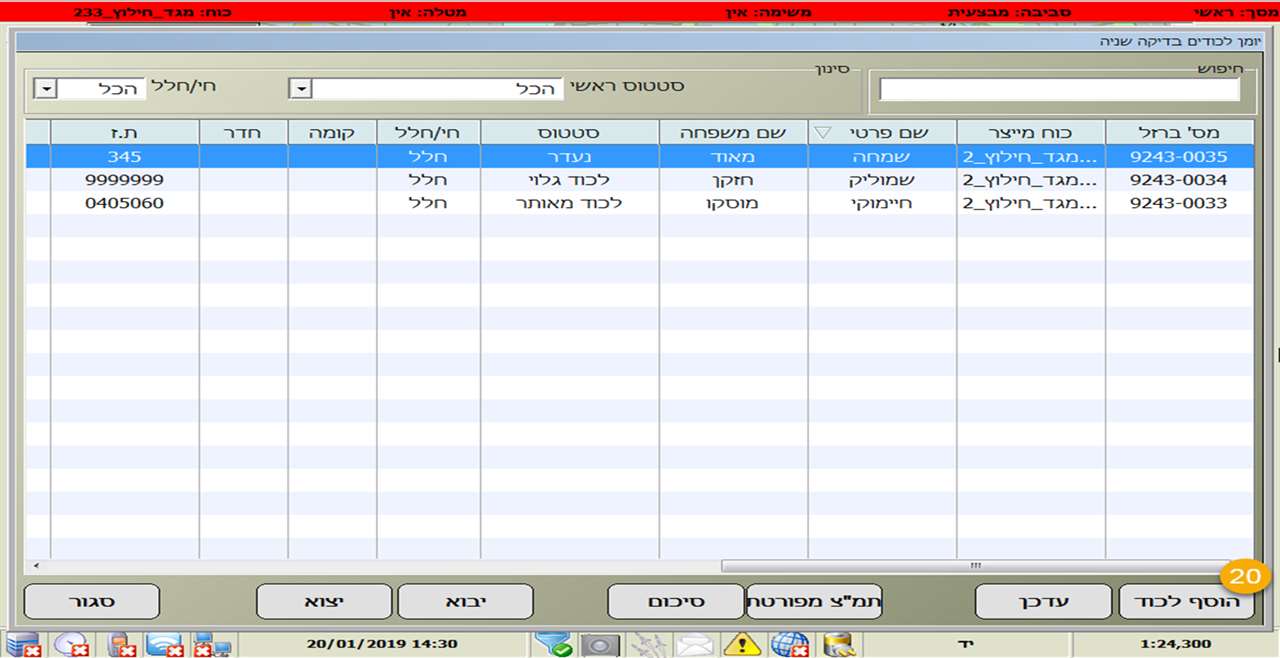 מסך: ראשי סביבה: מבצעית משימה: אין מטלה: אין כוח: מגד_חילוץ_233
יומן לכודים בדיקה שניה
חיפוש
סינון
סטטוס ראשי הכל חי/חלל הכל
מס' ברזל כוח מייצר שם פרטי שם משפחה סטטוס חי/חלל קומה חדר ת.ז
9243-0035 מגד_חילוץ_2... שמחה מאוד נעדר חלל 345
9243-0034 מגד_חילוץ_2... שמוליק חזקן לכוד גלוי חלל 9999999
9243-0033 מגד_חילוץ_2... חיימוקי מוסקו לכוד מאותר חלל 0405060
20
הוסף לכוד עדכן תמ"צ מפורטת סיכום יבוא יצוא סגור
1:24,300 יד 20/01/2019 14:30